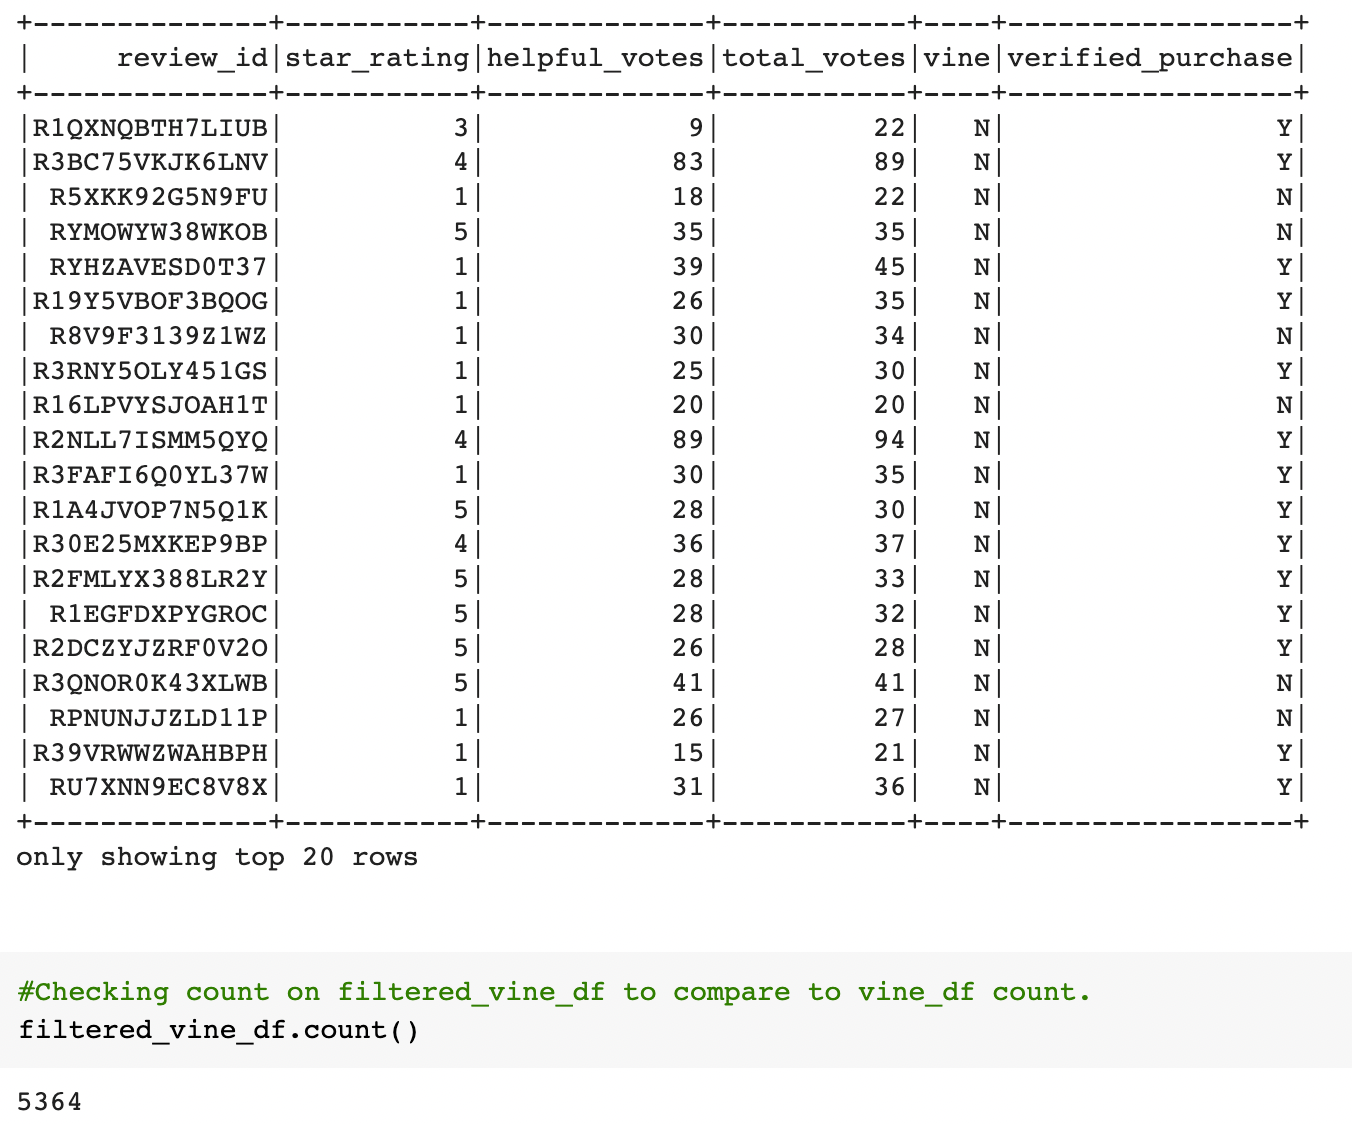 +--------------+-----------+-------------+-----------+----+-----------------+
|     review_id|star_rating|helpful_votes|total_votes|vine|verified_purchase|
+--------------+-----------+-------------+-----------+----+-----------------+
|R1QXNQBTH7LIUB|          3|            9|         22|   N|                Y|
|R3BC75VKJK6LNV|          4|           83|         89|   N|                Y|
| R5XKK92G5N9FU|          1|           18|         22|   N|                N|
| RYMOWYW38WKOB|          5|           35|         35|   N|                N|
| RYHZAVESD0T37|          1|           39|         45|   N|                Y|
|R19Y5VBOF3BQOG|          1|           26|         35|   N|                Y|
| R8V9F3139Z1WZ|          1|           30|         34|   N|                N|
|R3RNY5OLY451GS|          1|           25|         30|   N|                Y|
|R16LPVYSJOAH1T|          1|           20|         20|   N|                N|
|R2NLL7ISMM5QYQ|          4|           89|         94|   N|                Y|
|R3FAFI6Q0YL37W|          1|           30|         35|   N|                Y|
|R1A4JVOP7N5Q1K|          5|           28|         30|   N|                Y|
|R30E25MXKEP9BP|          4|           36|         37|   N|                Y|
|R2FMLYX388LR2Y|          5|           28|         33|   N|                Y|
| R1EGFDXPYGROC|          5|           28|         32|   N|                Y|
|R2DCZYJZRF0V2O|          5|           26|         28|   N|                Y|
|R3QNOR0K43XLWB|          5|           41|         41|   N|                N|
| RPNUNJJZLD11P|          1|           26|         27|   N|                N|
|R39VRWWZWAHBPH|          1|           15|         21|   N|                Y|
| RU7XNN9EC8V8X|          1|           31|         36|   N|                Y|
+--------------+-----------+-------------+-----------+----+-----------------+
only showing top 20 rows
#Checking count on filtered_vine_df to compare to vine_df count.
filtered_vine_df.count()
5364